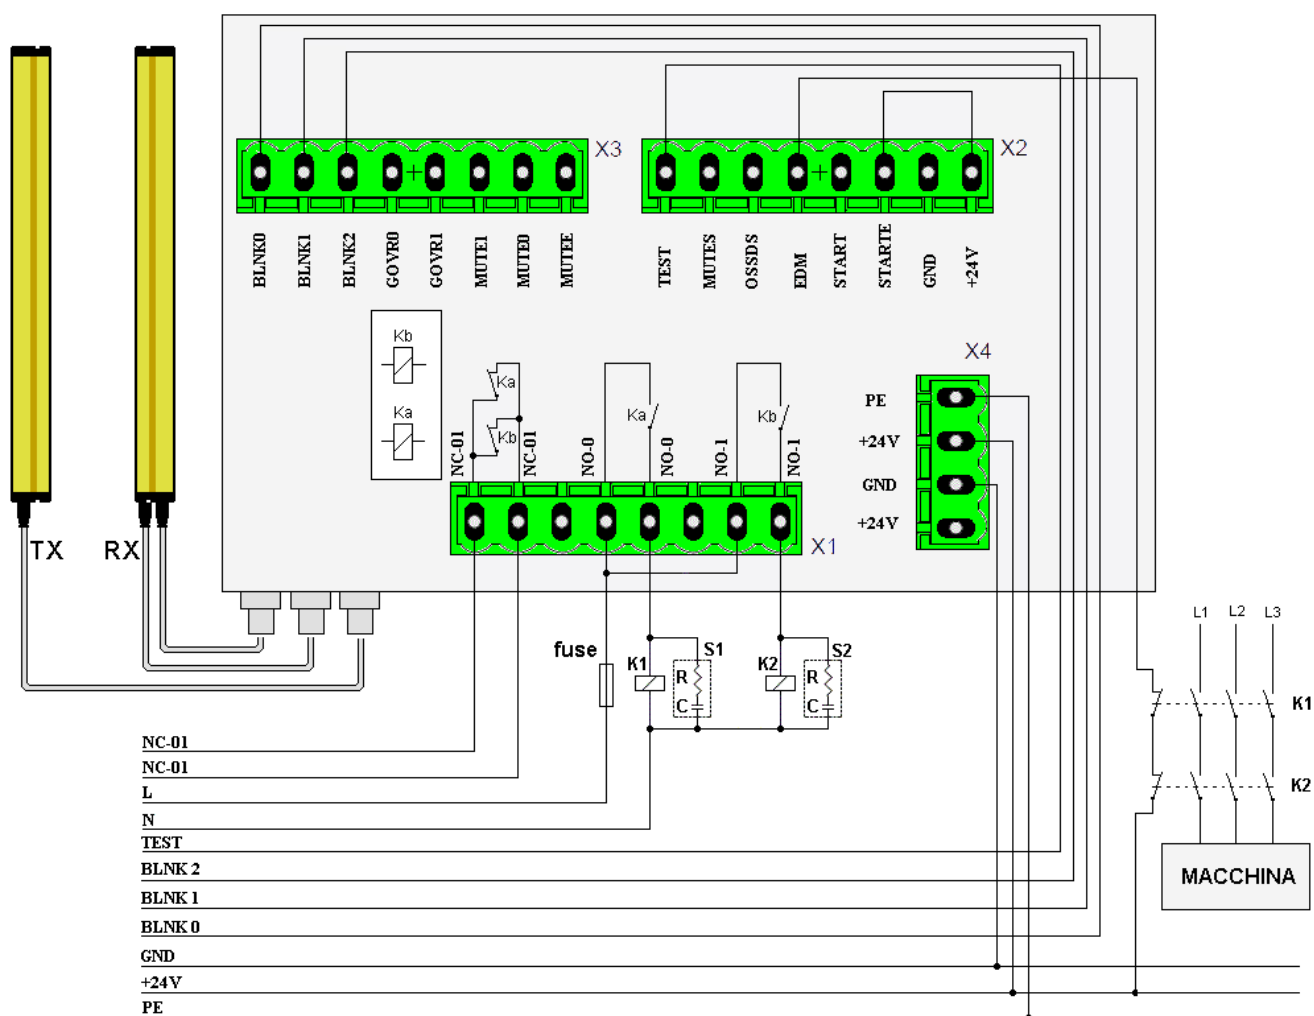 X3
X2
BLNK0
BLNK1
BLNK2
GOVR0
GOVR1
MUTE1
MUTE0
MUTEE
TEST
MUTES
OSSDS
EDM
START
STARTE
GND
+24V
Kb
Ka
Ka
Kb
Ka
Kb
NC-01
NC-01
NO-0
NO-0
NO-1
NO-1
X1
X4
PE
+24V
GND
+24V
TX
RX
fuse
K1
S1
R
C
K2
S2
R
C
L1
L2
L3
K1
K2
MACCHINA
NC-01
NC-01
L
N
TEST
BLNK 2
BLNK 1
BLNK 0
GND
+24V
PE